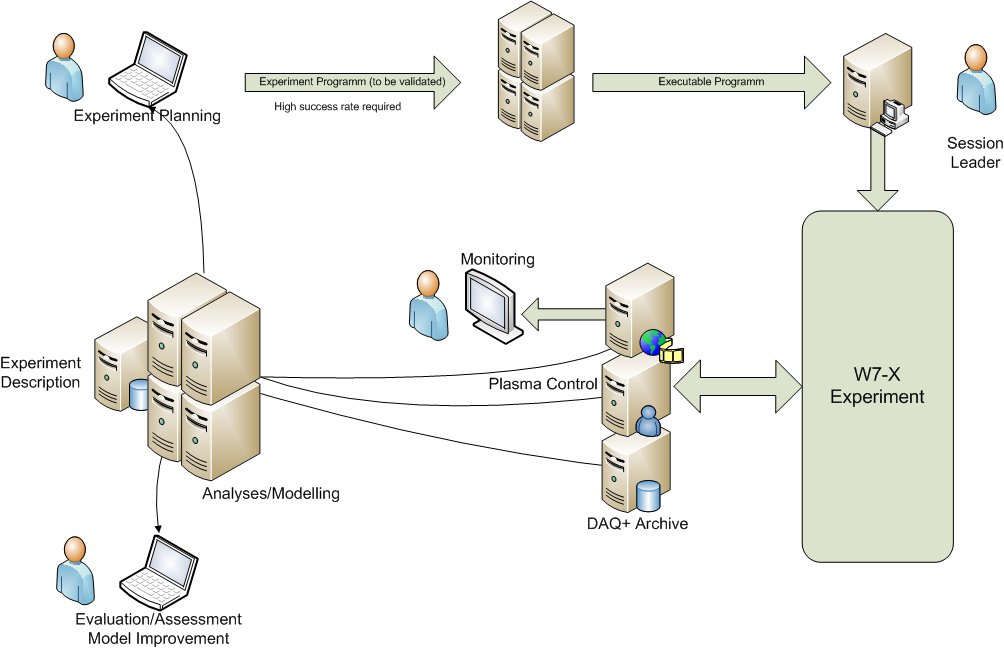 Experiment Planning
Experiment Programm (to be validated)
High success rate required
Executable Programm
Session
Leader
Monitoring
Experiment
Description
Plasma Control
W7-X
Experiment
Analyses/Modelling
DAQ+ Archive
Evaluation/Assessment
Model Improvement